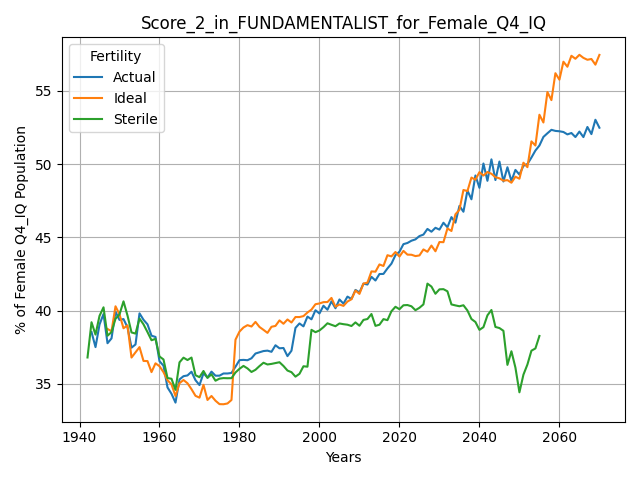 Score_2_in_FUNDAMENTALIST_for_Female_Q4_IQ
Fertility
Actual
Ideal
Sterile
% of Female Q4_IQ Population
55
50
45
40
35
1940
1960
1980
2000
2020
2040
2060
Years